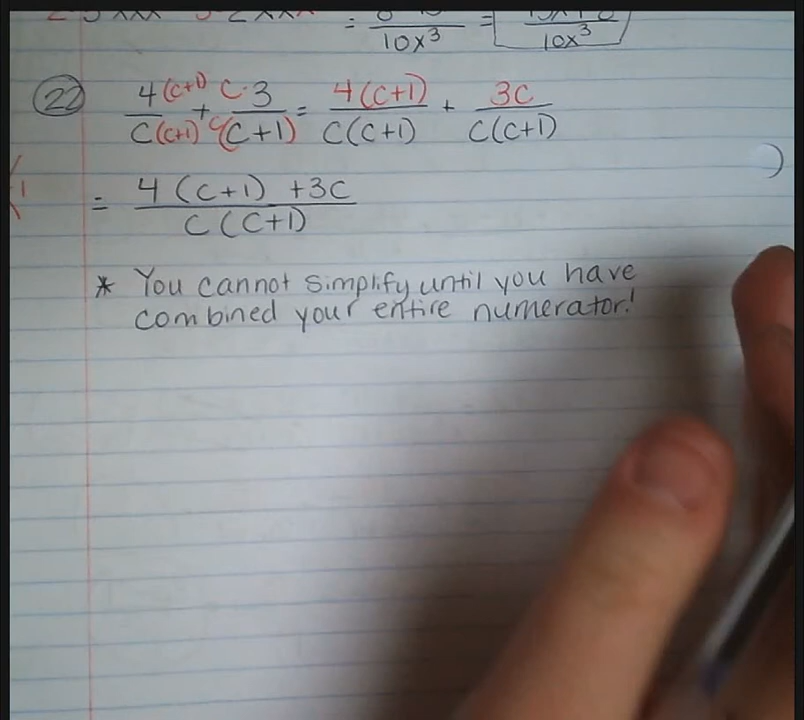 = 10x³ = 10x³
22 4(c+1)/c(c+1) + c·3/c(c+1) = 4(c+1)/c(c+1) + 3c/c(c+1)
= 4(c+1)+3c/c(c+1)
* You cannot simplify until you have
combined your entire numerator!